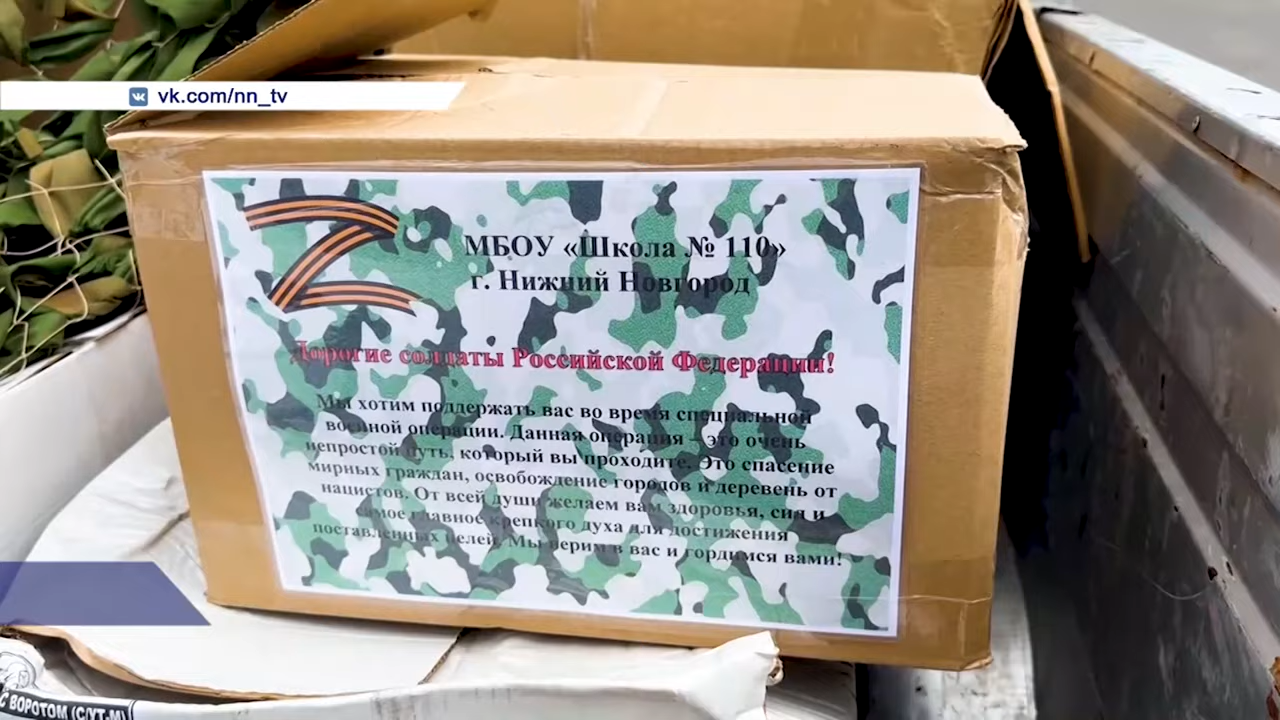 vk.com/nn_tv
МБОУ «Школа № 110»
г. Нижний Новгород
Дорогие солдаты Российской Федерации!
Мы хотим поддержать вас во время специальной
военной операции. Данная операция – это очень
непростой путь, который вы проходите. Это спасение
мирных граждан, освобождение городов и деревень от
нацистов. От всей души желаем вам здоровья, сил и
самое главное крепкого духа для достижения
поставленных целей. Мы верим в вас и гордимся вами!
С ВОРОТОМ (С/УТ-М)